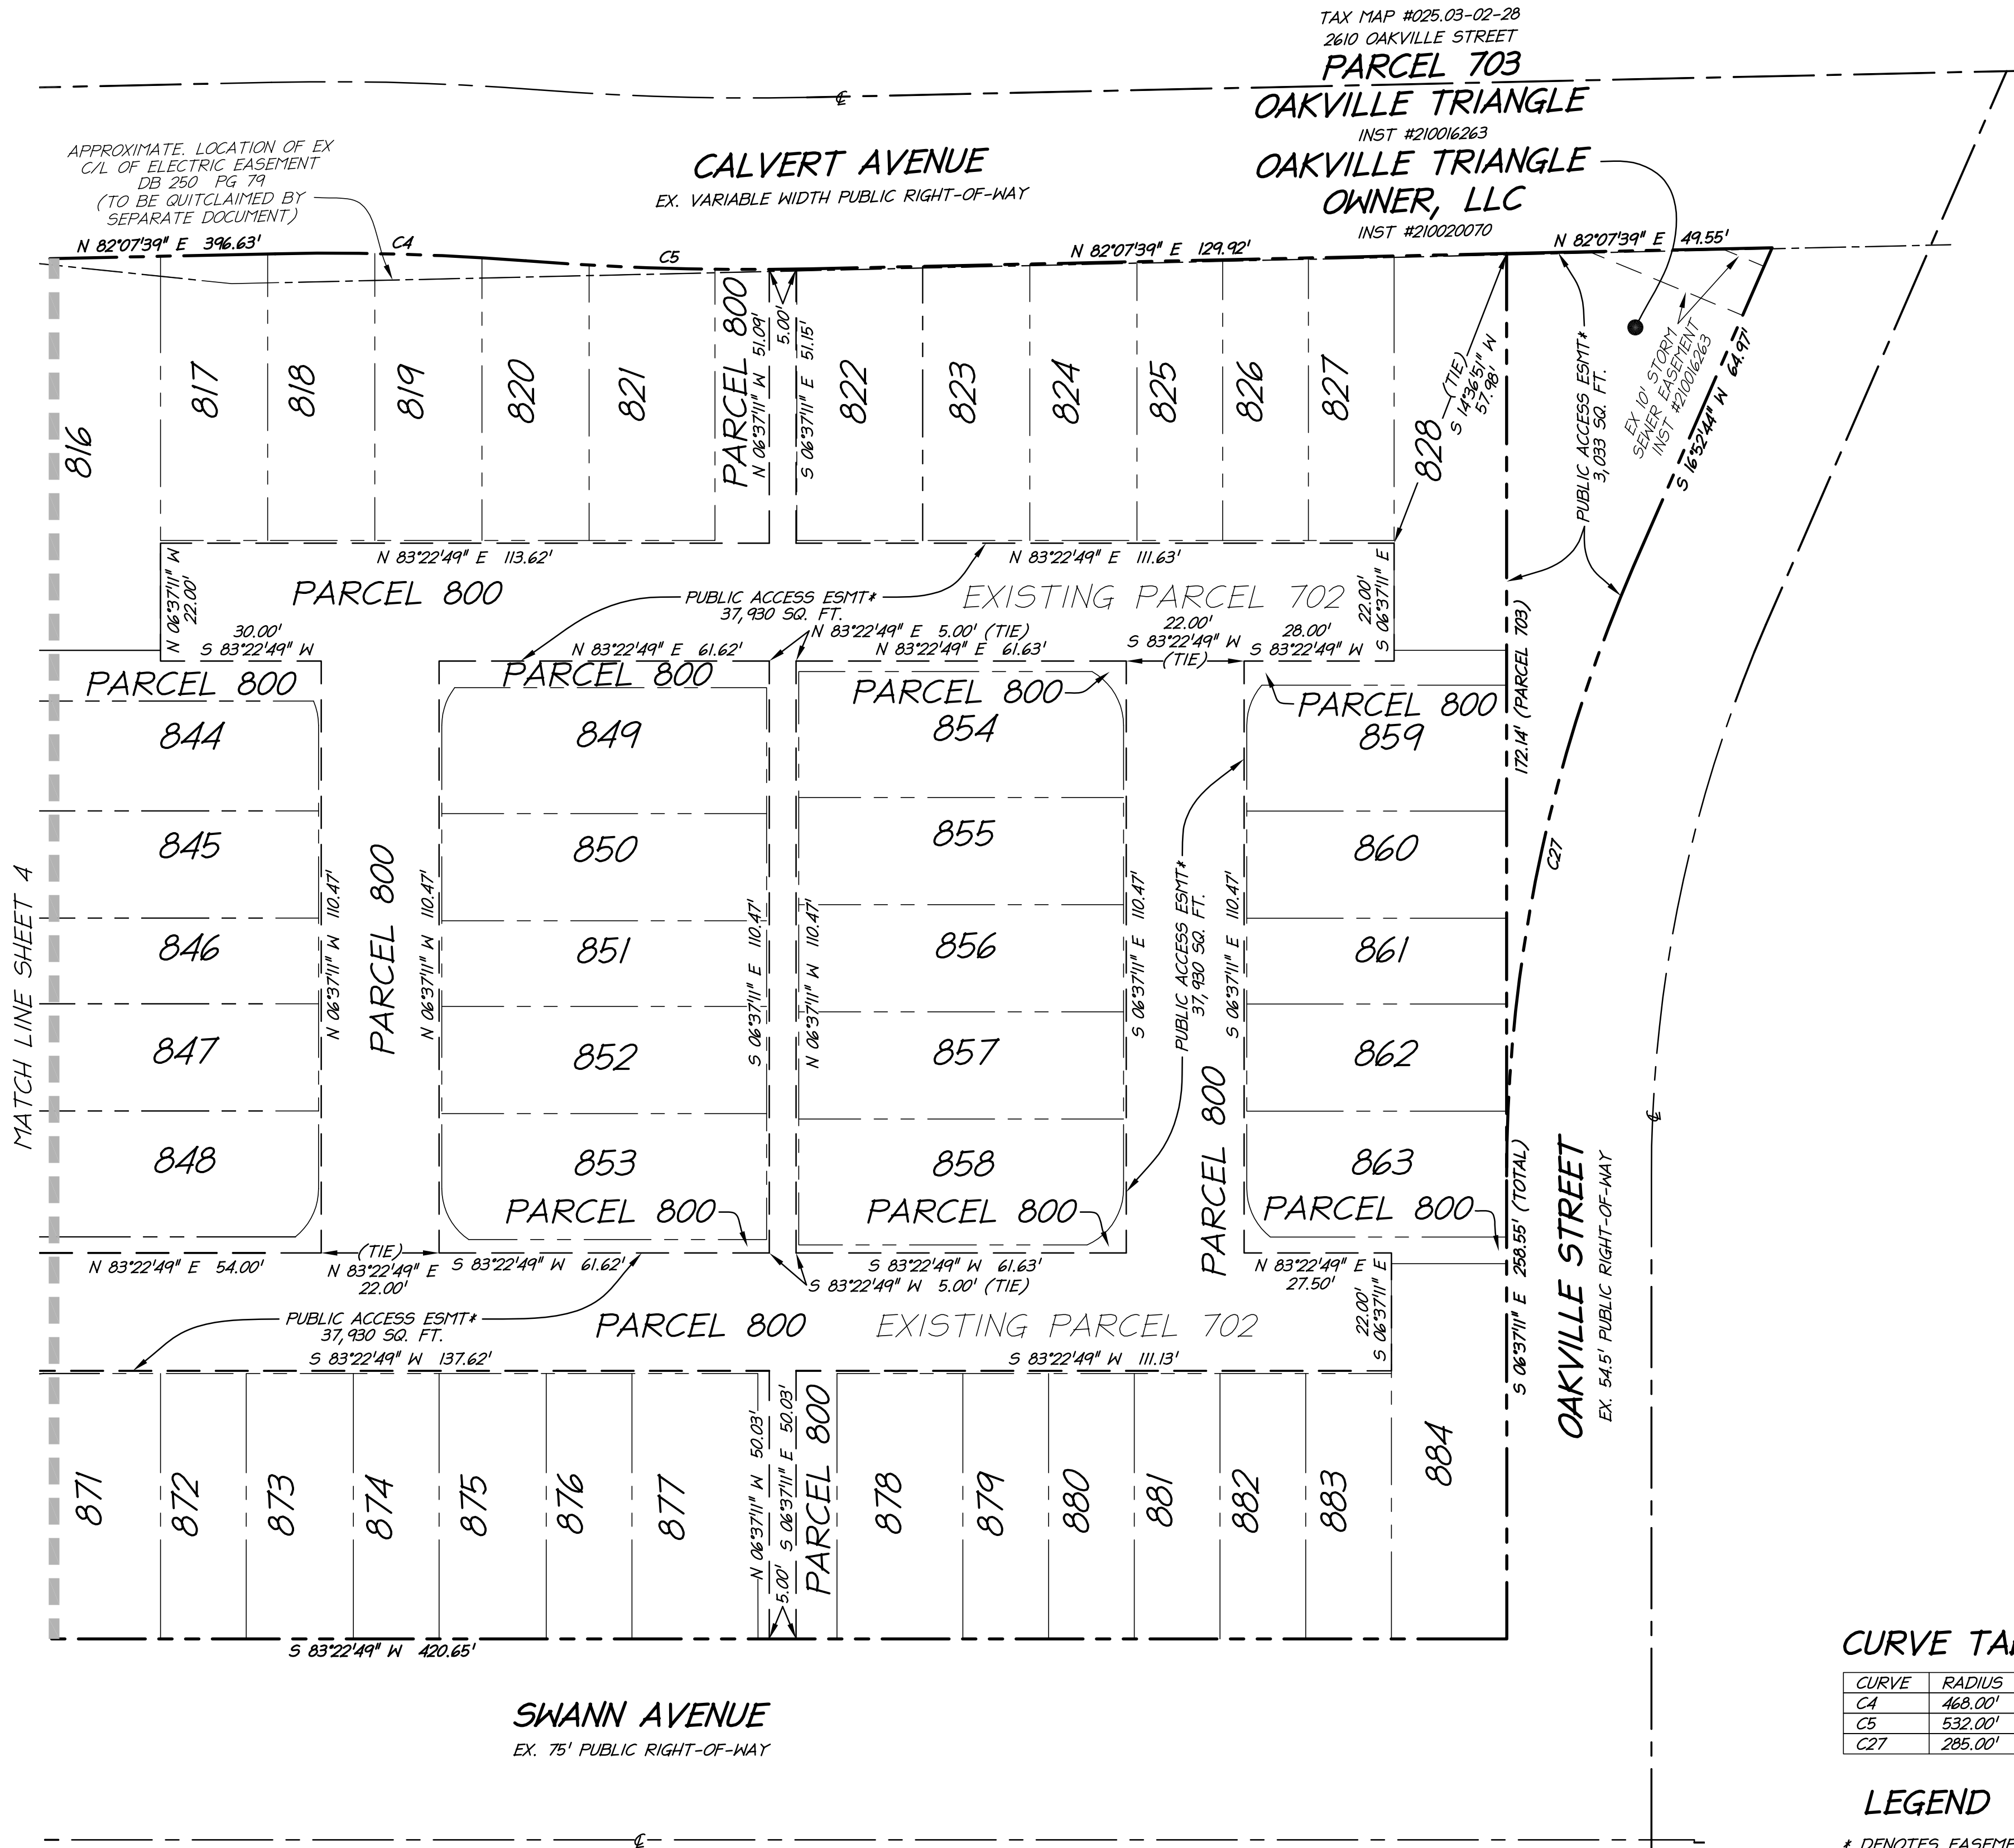 TAX MAP #025.03-02-28
2610 OAKVILLE STREET
PARCEL 703
OAKVILLE TRIANGLE
INST #210016263
OAKVILLE TRIANGLE
OWNER, LLC
INST #210020070
APPROXIMATE. LOCATION OF EX
C/L OF ELECTRIC EASEMENT
DB 250 PG 79
(TO BE QUITCLAIMED BY
SEPARATE DOCUMENT)
CALVERT AVENUE
EX. VARIABLE WIDTH PUBLIC RIGHT-OF-WAY
N 82°07'39" E 396.63'
C4
C5
N 82°07'39" E 129.92'
N 82°07'39" E 49.55'
816
817
818
819
820
821
PARCEL 800
N 06°37'11" W 51.09'
5.00'
S 06°37'11" E 51.15'
822
823
824
825
826
827
828
(TIE)
S 14°36'51" W
57.98'
PUBLIC ACCESS ESMT*
3,033 SQ. FT.
EX 10' STORM
SEWER EASEMENT
INST #210016263
S 16°52'44" W 64.97'
N 83°22'49" E 113.62'
N 83°22'49" E 111.63'
N 06°37'11" W
22.00'
PARCEL 800
PUBLIC ACCESS ESMT*
37,930 SQ. FT.
EXISTING PARCEL 702
22.00'
S 06°37'11" E
30.00'
S 83°22'49" W
N 83°22'49" E 61.62'
N 83°22'49" E 5.00' (TIE)
N 83°22'49" E 61.63'
22.00'
S 83°22'49" W
(TIE)
28.00'
S 83°22'49" W
172.14' (PARCEL 703)
PARCEL 800
PARCEL 800
PARCEL 800
PARCEL 800
844
849
854
859
845
850
855
860
846
851
856
861
847
852
857
862
848
853
858
863
MATCH LINE SHEET 4
N 06°37'11" W 110.47'
PARCEL 800
N 06°37'11" W 110.47'
S 06°37'11" E 110.47'
N 06°37'11" W 110.47'
S 06°37'11" E 110.47'
PUBLIC ACCESS ESMT*
37,930 SQ. FT.
S 06°37'11" E 110.47'
PARCEL 800
C27
PARCEL 800
PARCEL 800
PARCEL 800
S 06°37'11" E 258.55' (TOTAL)
OAKVILLE STREET
EX. 54.5' PUBLIC RIGHT-OF-WAY
N 83°22'49" E 54.00'
(TIE)
N 83°22'49" E
22.00'
S 83°22'49" W 61.62'
S 83°22'49" W 61.63'
S 83°22'49" W 5.00' (TIE)
N 83°22'49" E
27.50'
22.00'
S 06°37'11" E
PUBLIC ACCESS ESMT*
37,930 SQ. FT.
PARCEL 800
EXISTING PARCEL 702
S 83°22'49" W 137.62'
S 83°22'49" W 111.13'
871
872
873
874
875
876
877
N 06°37'11" W 50.03'
5.00'
S 06°37'11" E 50.03'
PARCEL 800
878
879
880
881
882
883
884
S 83°22'49" W 420.65'
SWANN AVENUE
EX. 75' PUBLIC RIGHT-OF-WAY
CURVE
CURVE RADIUS
C4 468.00'
C5 532.00'
C27 285.00'
LEGEND
* DENOTES